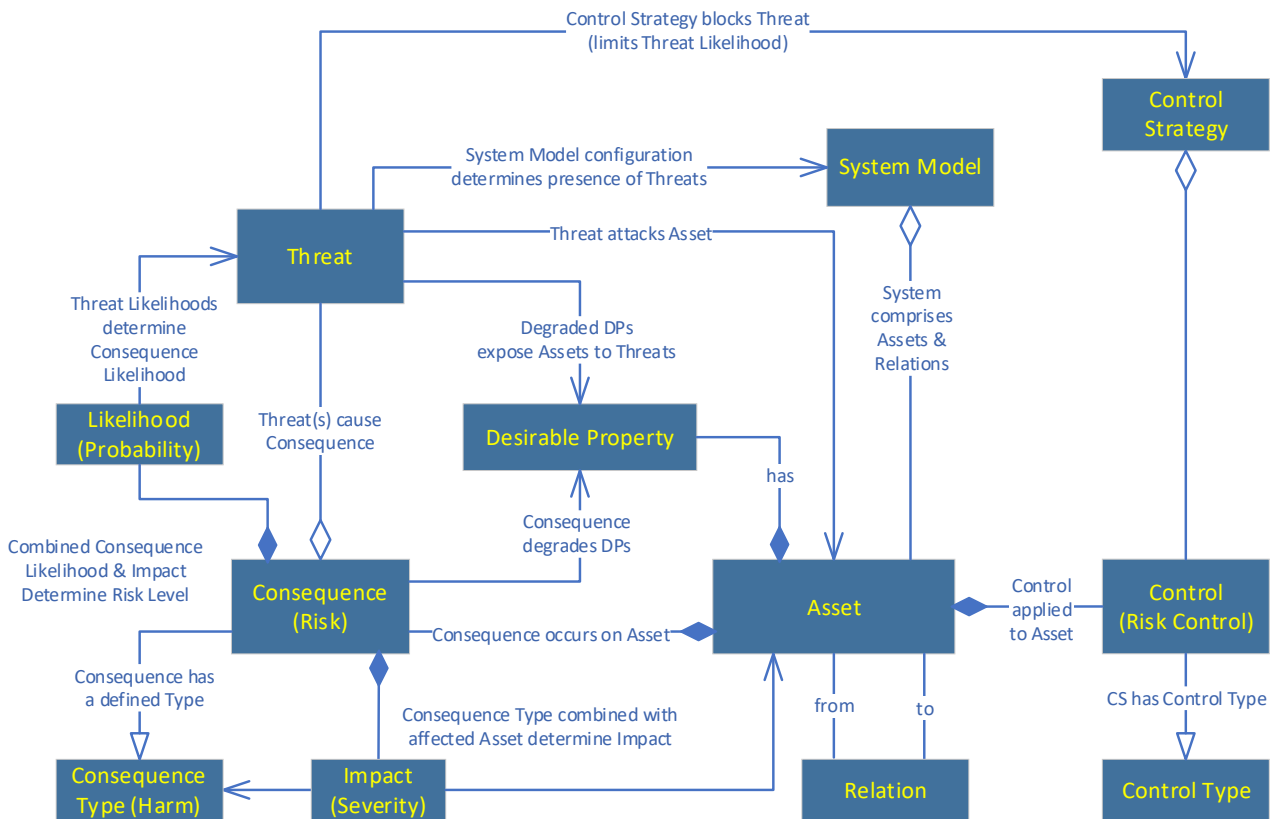 Control Strategy blocks Threat
(limits Threat Likelihood)
Control
Strategy
System Model configuration
determines presence of Threats
System Model
Threat
Threat attacks Asset
Threat Likelihoods
determine
Consequence
Likelihood
Degraded DPs
expose Assets to Threats
System
comprises
Assets &
Relations
Likelihood
(Probability)
Threat(s) cause
Consequence
Desirable Property
has
Combined Consequence
Likelihood & Impact
Determine Risk Level
Consequence
degrades DPs
Consequence
(Risk)
Consequence occurs on Asset
Asset
Control
applied
to Asset
Control
(Risk Control)
Consequence has
a defined Type
Consequence Type combined with
affected Asset determine Impact
from
to
CS has Control Type
Consequence
Type (Harm)
Impact
(Severity)
Relation
Control Type